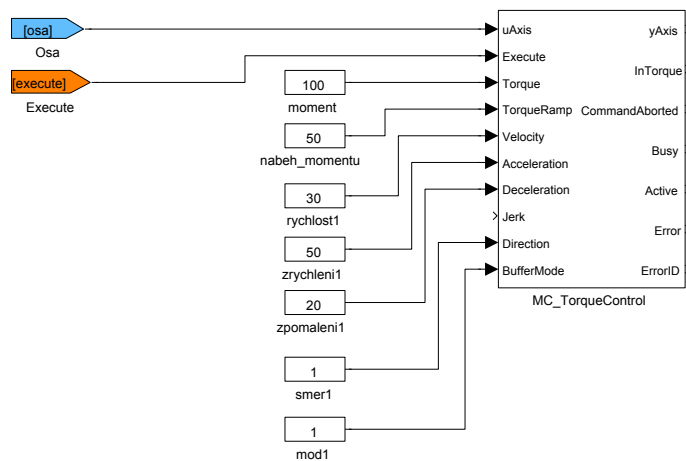 [osa]
Osa
[execute]
Execute
100
moment
50
nabeh_momentu
30
rychlost1
50
zrychleni1
20
zpomaleni1
1
smer1
1
mod1
uAxis
Execute
Torque
TorqueRamp
Velocity
Acceleration
Deceleration
Jerk
Direction
BufferMode
yAxis
InTorque
CommandAborted
Busy
Active
Error
ErrorID
MC_TorqueControl